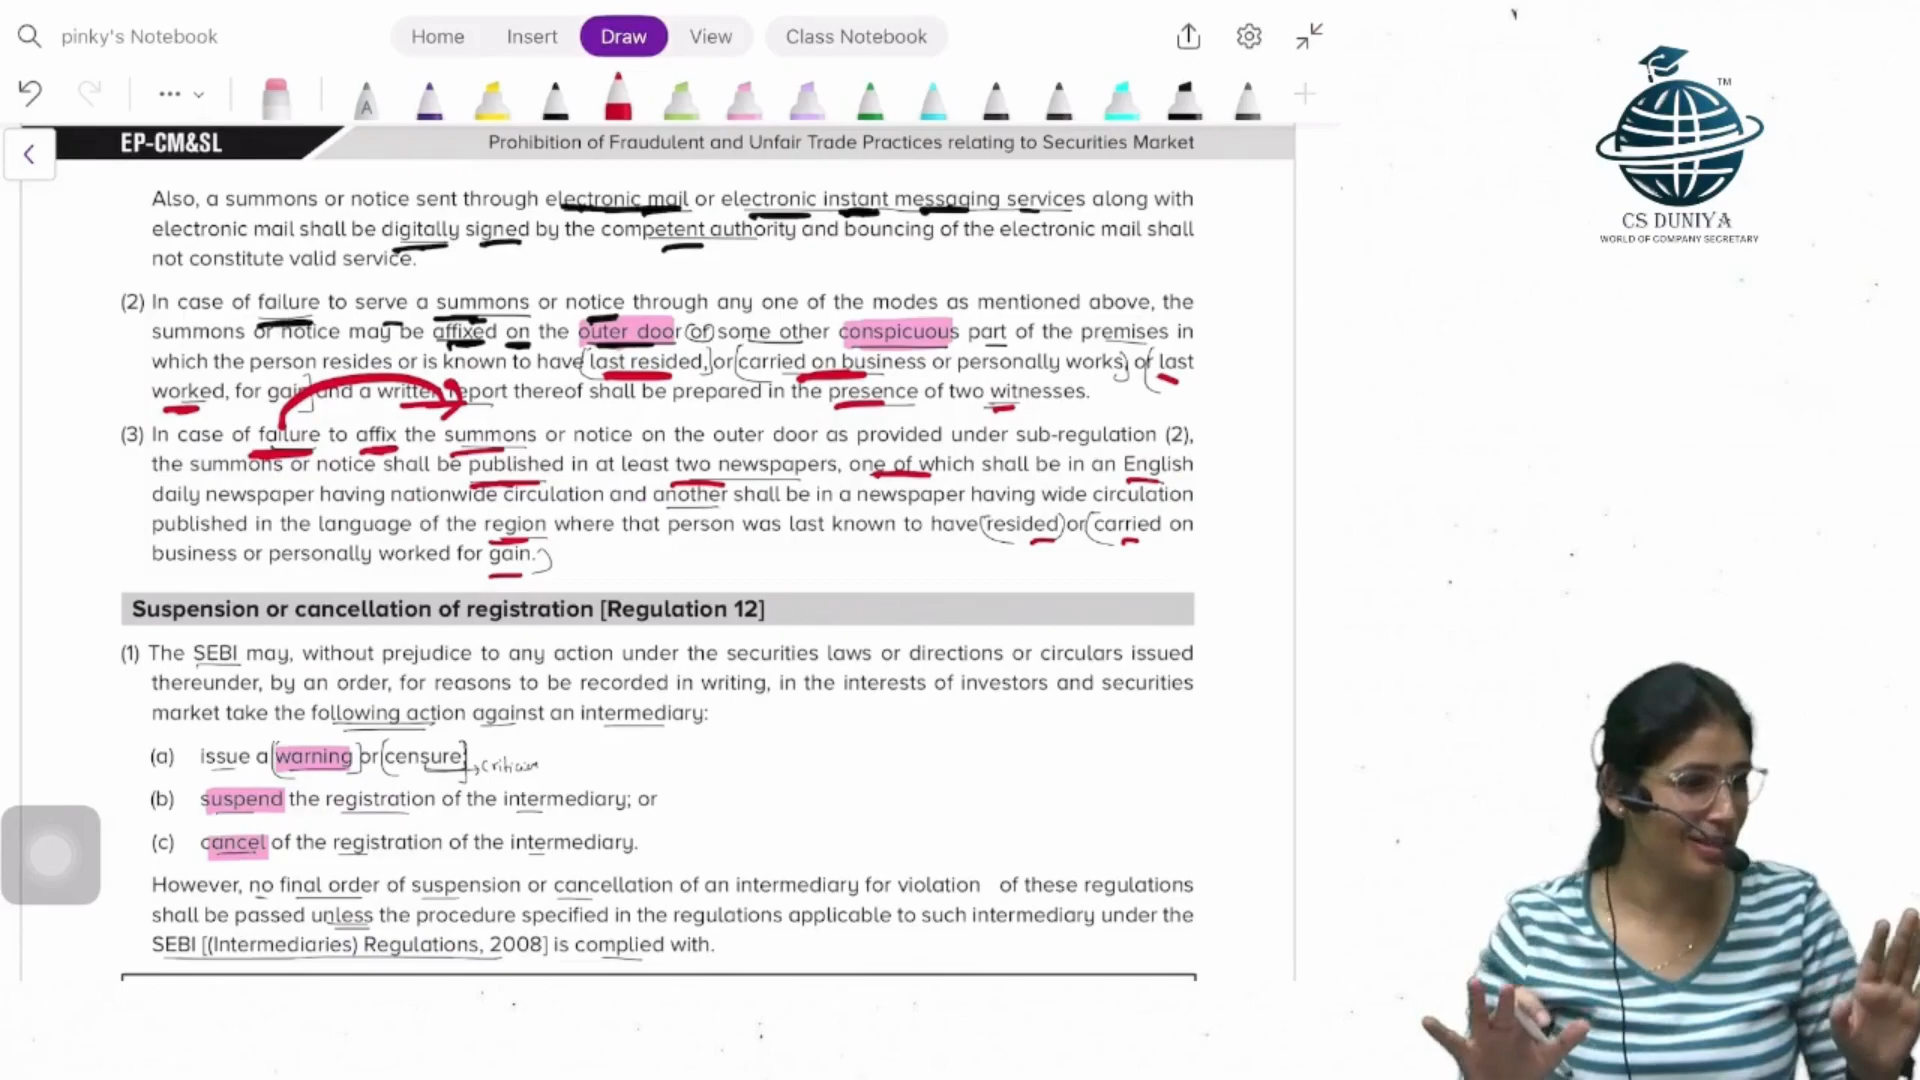 pinky's Notebook
Home Insert Draw View Class Notebook
A
EP-CM&SL
Prohibition of Fraudulent and Unfair Trade Practices relating to Securities Market
TM
CS DUNIYA
WORLD OF COMPANY SECRETARY
Also, a summons or notice sent through electronic mail or electronic instant messaging services along with
electronic mail shall be digitally signed by the competent authority and bouncing of the electronic mail shall
not constitute valid service.
(2) In case of failure to serve a summons or notice through any one of the modes as mentioned above, the
summons or notice may be affixed on the outer door or some other conspicuous part of the premises in
which the person resides or is known to have last resided, or carried on business or personally works or last
worked, for gain and a written report thereof shall be prepared in the presence of two witnesses.
(3) In case of failure to affix the summons or notice on the outer door as provided under sub-regulation (2),
the summons or notice shall be published in at least two newspapers, one of which shall be in an English
daily newspaper having nationwide circulation and another shall be in a newspaper having wide circulation
published in the language of the region where that person was last known to have resided or carried on
business or personally worked for gain.
Suspension or cancellation of registration [Regulation 12]
(1) The SEBI may, without prejudice to any action under the securities laws or directions or circulars issued
thereunder, by an order, for reasons to be recorded in writing, in the interests of investors and securities
market take the following action against an intermediary:
(a) issue a warning or censure
(b) suspend the registration of the intermediary; or
(c) cancel of the registration of the intermediary.
However, no final order of suspension or cancellation of an intermediary for violation of these regulations
shall be passed unless the procedure specified in the regulations applicable to such intermediary under the
SEBI [(Intermediaries) Regulations, 2008] is complied with.